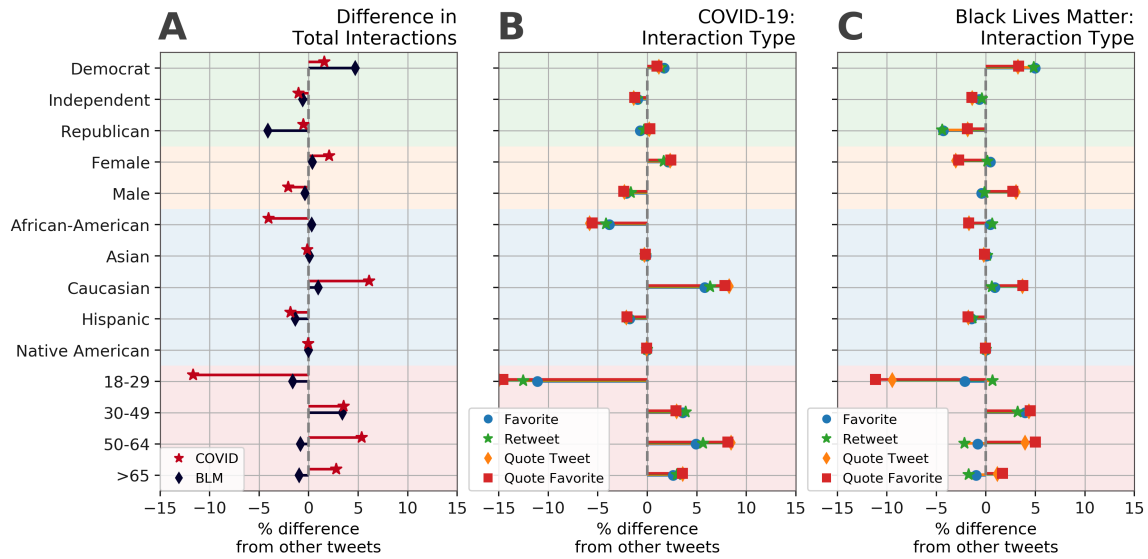 A
Difference in
Total Interactions
B
COVID-19:
Interaction Type
C
Black Lives Matter:
Interaction Type
Democrat
Independent
Republican
Female
Male
African-American
Asian
Caucasian
Hispanic
Native American
18-29
30-49
50-64
>65
COVID
BLM
Favorite
Retweet
Quote Tweet
Quote Favorite
Favorite
Retweet
Quote Tweet
Quote Favorite
−15 −10 −5 0 5 10 15
−15 −10 −5 0 5 10 15
−15 −10 −5 0 5 10 15
% difference
from other tweets
% difference
from other tweets
% difference
from other tweets